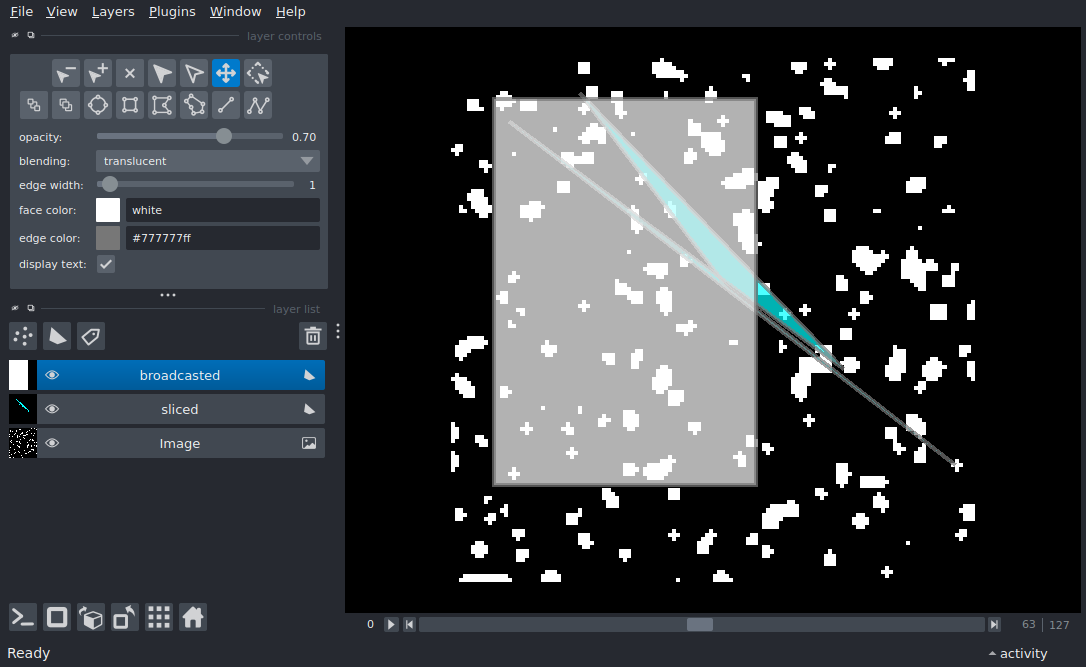 File View Layers Plugins Window Help
layer controls
opacity: 0.70
blending: translucent
edge width: 1
face color: white
edge color: #777777ff
display text:
layer list
broadcasted
sliced
Image
0 63 127
Ready activity